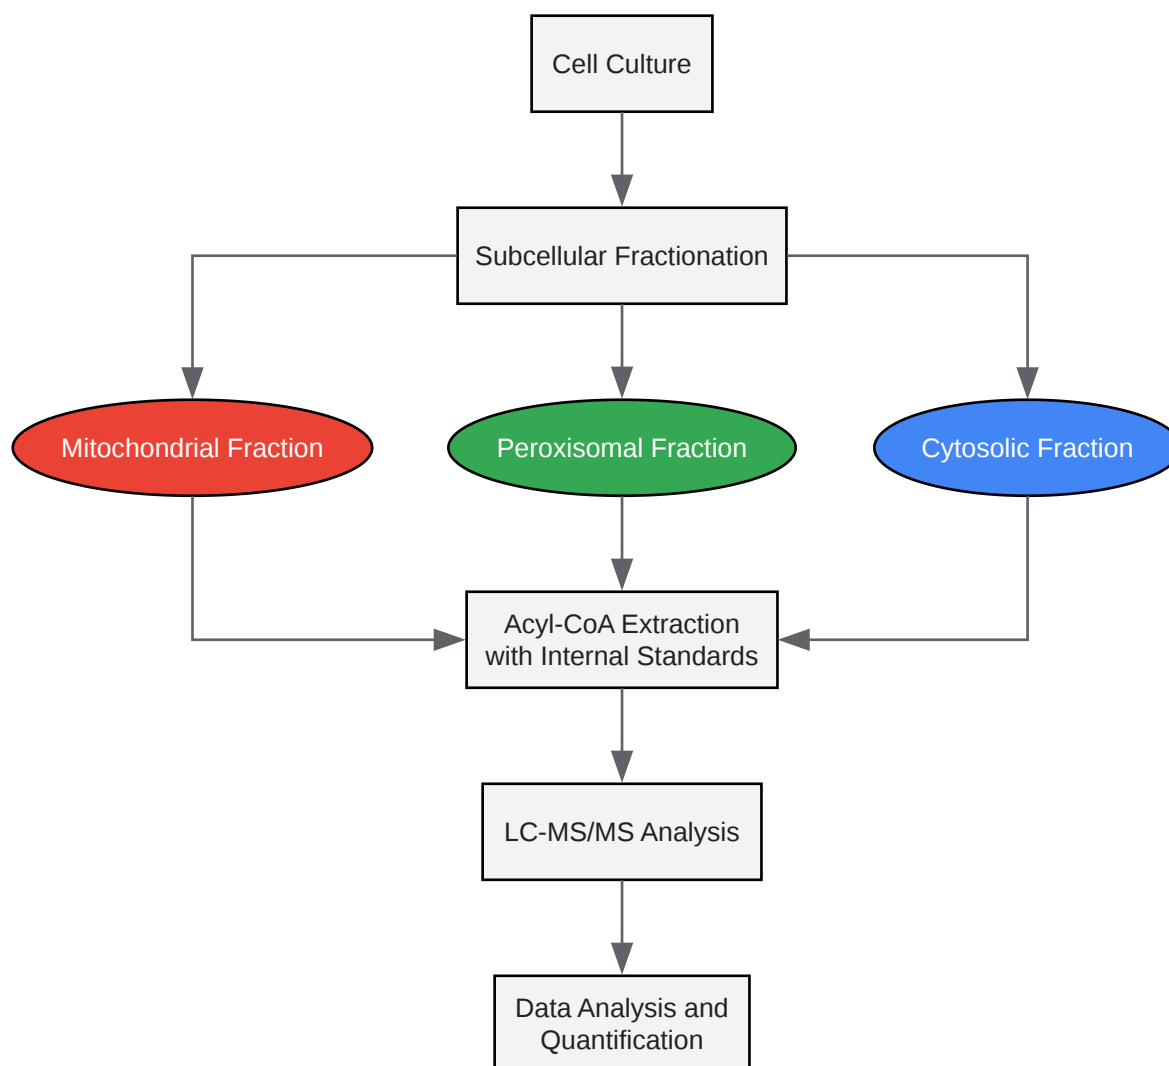 Cell Culture
Subcellular Fractionation
Mitochondrial Fraction
Peroxisomal Fraction
Cytosolic Fraction
Acyl-CoA Extraction
with Internal Standards
LC-MS/MS Analysis
Data Analysis and
Quantification